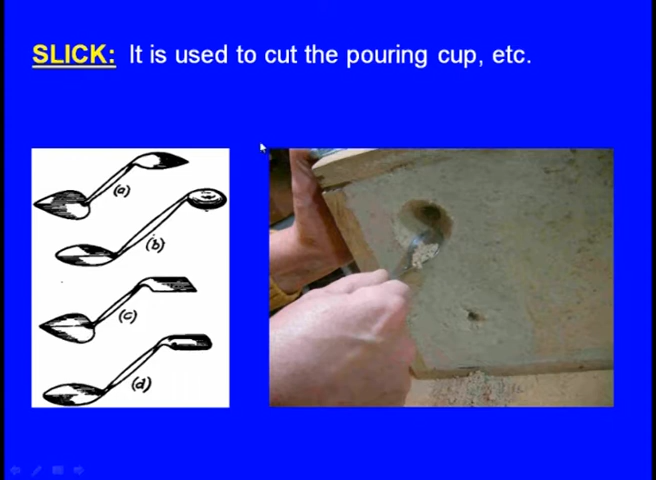 SLICK: It is used to cut the pouring cup, etc.
(a)
(b)
(c)
(d)